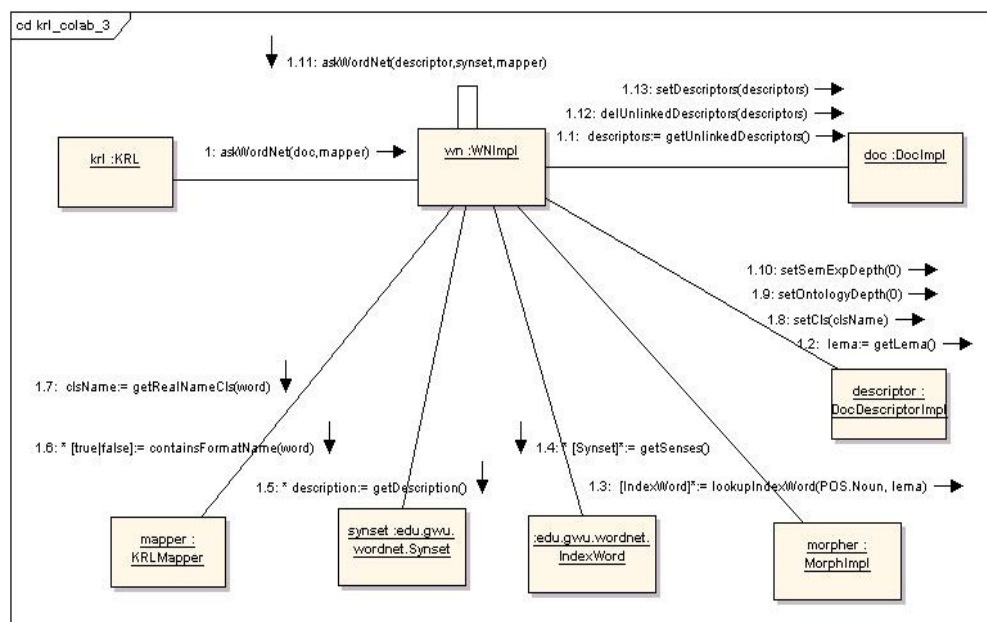 cd krl_colab_3
1.11: askWordNet(descriptor,synset,mapper)
1.13: setDescriptors(descriptors)
1.12: delUnlinkedDescriptors(descriptors)
1.1: descriptors:= getUnlinkedDescriptors()
1: askWordNet(doc,mapper)
krl :KRL
wn :WNImpl
doc :DocImpl
1.10: setSemExpDepth(0)
1.9: setOntologyDepth(0)
1.8: setCls(clsName)
1.2: lema:= getLema()
descriptor :
DocDescriptorImpl
1.7: clsName:= getRealNameCls(word)
1.6: * [true|false]:= containsFormatName(word)
1.4: * [Synset]*:= getSenses()
1.5: * description:= getDescription()
1.3: [IndexWord]*:= lookupIndexWord(POS.Noun, lema)
mapper :
KRLMapper
synset :edu.gwu.
wordnet.Synset
:edu.gwu.wordnet.
IndexWord
morpher :
MorphImpl